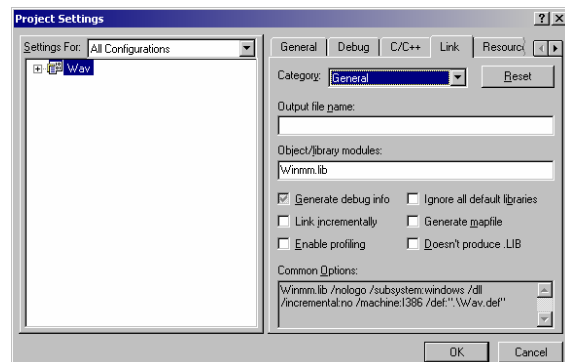 Project Settings
Settings For: All Configurations
Wav
General Debug C/C++ Link Resourc
Category: General Reset
Output file name:
Object/library modules:
Winmm.lib
Generate debug info Ignore all default libraries
Link incrementally Generate mapfile
Enable profiling Doesn't produce .LIB
Common Options:
Winmm.lib /nologo /subsystem:windows /dll
/incremental:no /machine:I386 /def:".\Wav.def"
OK Cancel